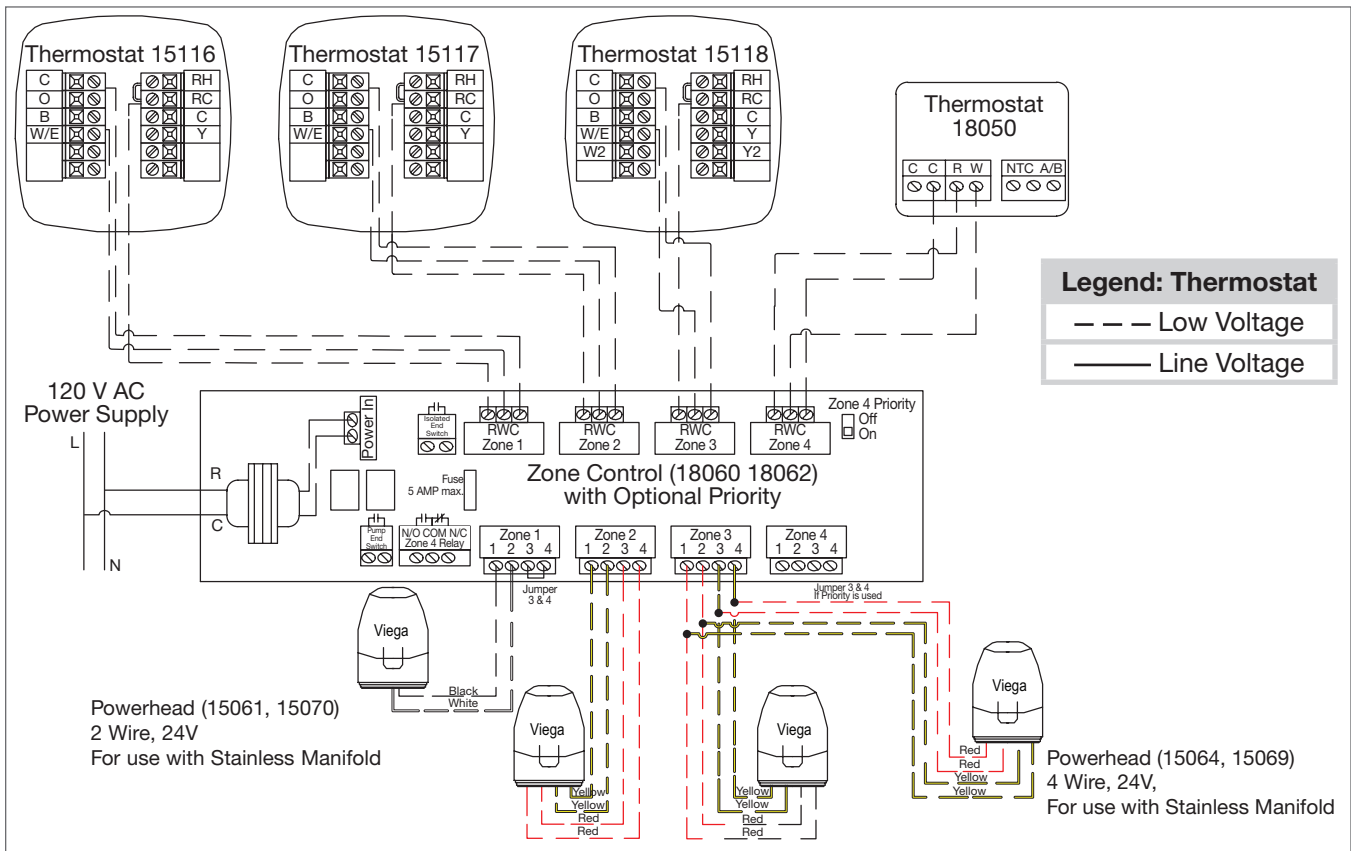 Thermostat 15116
C
O
B
W/E
RH
RC
C
Y
Thermostat 15117
C
O
B
W/E
RH
RC
C
Y
Thermostat 15118
C
O
B
W/E
W2
RH
RC
C
Y
Y2
Thermostat
18050
C C R W
NTC A/B
Legend: Thermostat
Low Voltage
Line Voltage
120 V AC
Power Supply
L
N
R
C
Power In
Isolated
End
Switch
RWC
Zone 1
RWC
Zone 2
RWC
Zone 3
RWC
Zone 4
Zone 4 Priority
Off
On
Fuse
5 AMP max.
Zone Control (18060 18062)
with Optional Priority
Pump
End
Switch
N/O COM N/C
Zone 4 Relay
Zone 1
1 2 3 4
Zone 2
1 2 3 4
Zone 3
1 2 3 4
Zone 4
1 2 3 4
Jumper
3 & 4
Jumper 3 & 4
If Priority is used
Viega
Black
White
Powerhead (15061, 15070)
2 Wire, 24V
For use with Stainless Manifold
Viega
Yellow
Yellow
Red
Red
Viega
Yellow
Yellow
Red
Red
Viega
Red
Red
Yellow
Yellow
Powerhead (15064, 15069)
4 Wire, 24V,
For use with Stainless Manifold